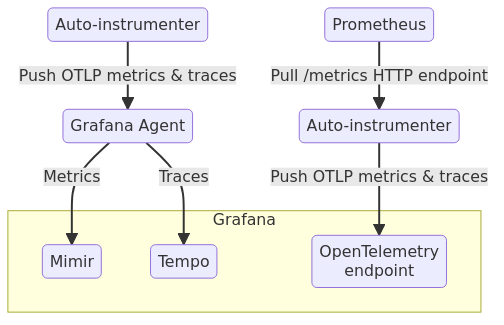 Auto-instrumenter
Prometheus
Push OTLP metrics & traces
Pull /metrics HTTP endpoint
Grafana Agent
Auto-instrumenter
Metrics
Traces
Push OTLP metrics & traces
Grafana
Mimir
Tempo
OpenTelemetry
endpoint